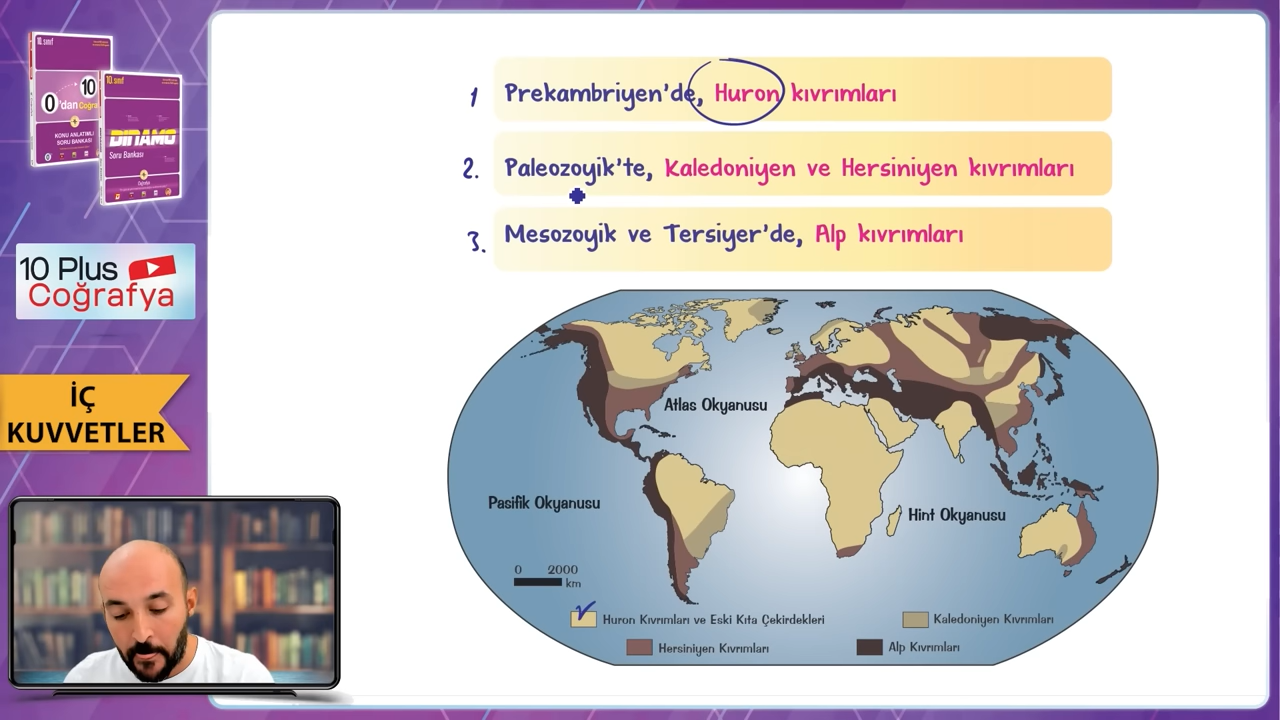 10.sınıf
0'dan 10
Coğra
KONU ANLATIMLI
SORU BANKASI
10.sınıf
DİNAMO
Soru Bankası
10 Plus
Coğrafya
İÇ
KUVVETLER
1 Prekambriyen'de, Huron kıvrımları
2. Paleozoyik'te, Kaledoniyen ve Hersiniyen kıvrımları
3. Mesozoyik ve Tersiyer'de, Alp kıvrımları
Atlas Okyanusu
Pasifik Okyanusu
Hint Okyanusu
0 2000
km
Huron Kıvrımları ve Eski Kıta Çekirdekleri
Kaledoniyen Kıvrımları
Hersiniyen Kıvrımları
Alp Kıvrımları